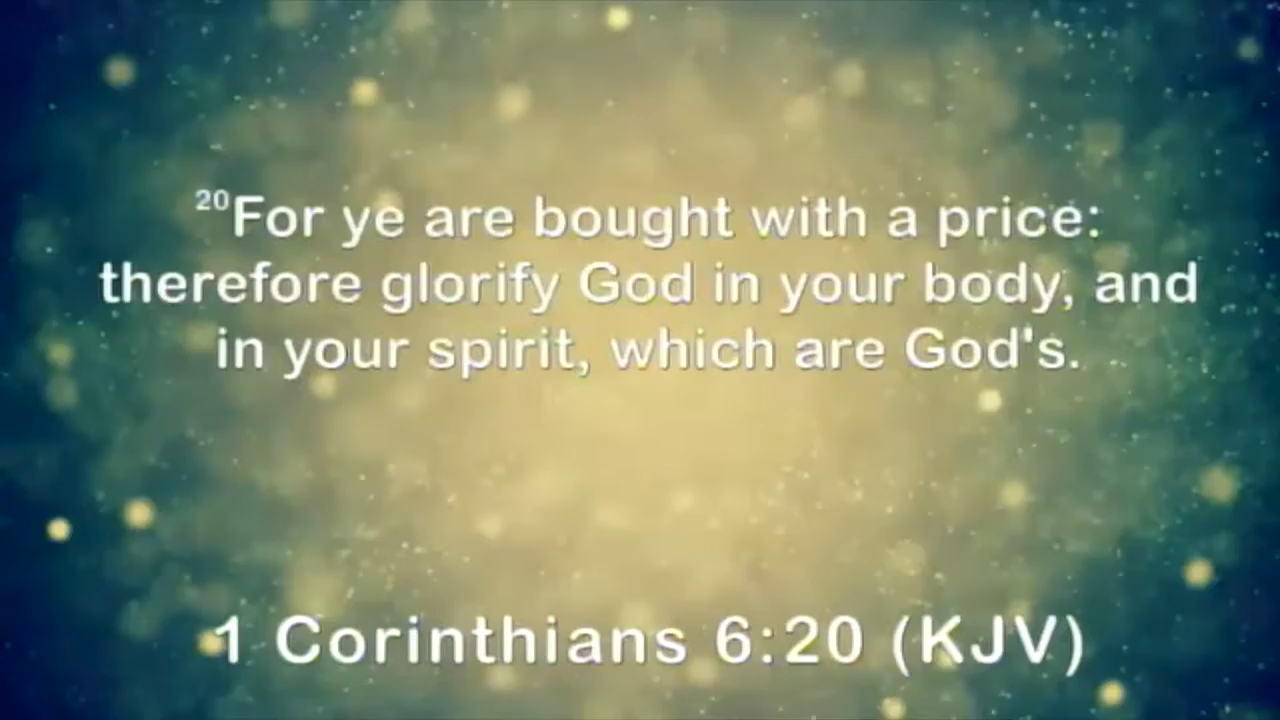 ²⁰For ye are bought with a price:
therefore glorify God in your body, and
in your spirit, which are God's.
1 Corinthians 6:20 (KJV)